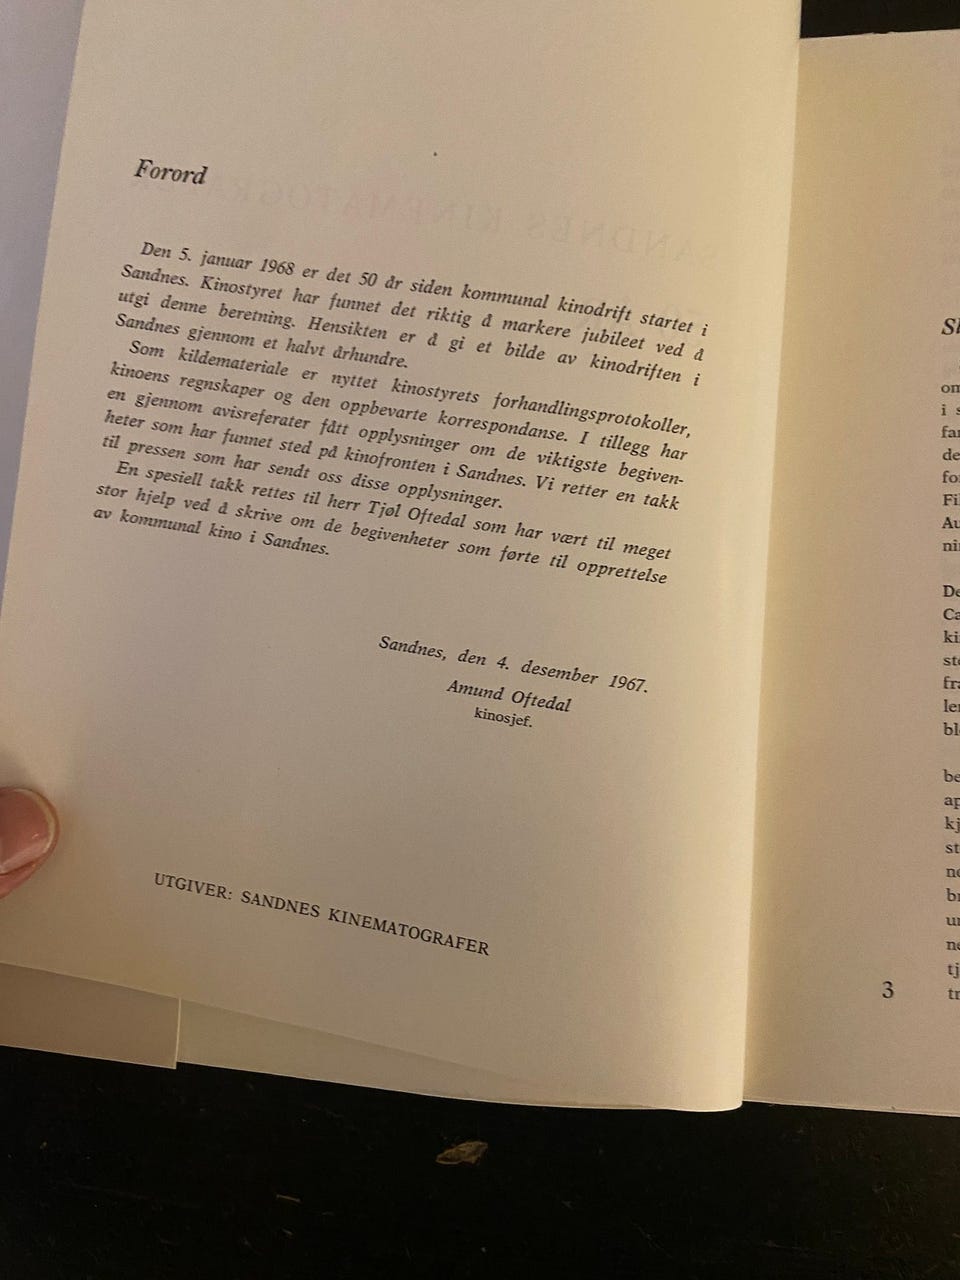 Forord
Den 5. januar 1968 er det 50 år siden kommunal kinodrift startet i
Sandnes. Kinostyret har funnet det riktig å markere jubileet ved å
utgi denne beretning. Hensikten er å gi et bilde av kinodriften i
Sandnes gjennom et halvt århundre.
Som kildemateriale er nyttet kinostyrets forhandlingsprotokoller,
kinoens regnskaper og den oppbevarte korrespondanse. I tillegg har
en gjennom avisreferater fått opplysninger om de viktigste begiven-
heter som har funnet sted på kinofronten i Sandnes. Vi retter en takk
til pressen som har sendt oss disse opplysninger.
En spesiell takk rettes til herr Tjøl Oftedal som har vært til meget
stor hjelp ved å skrive om de begivenheter som førte til opprettelse
av kommunal kino i Sandnes.
Sandnes, den 4. desember 1967.
Amund Oftedal
kinosjef.
UTGIVER: SANDNES KINEMATOGRAFER
3